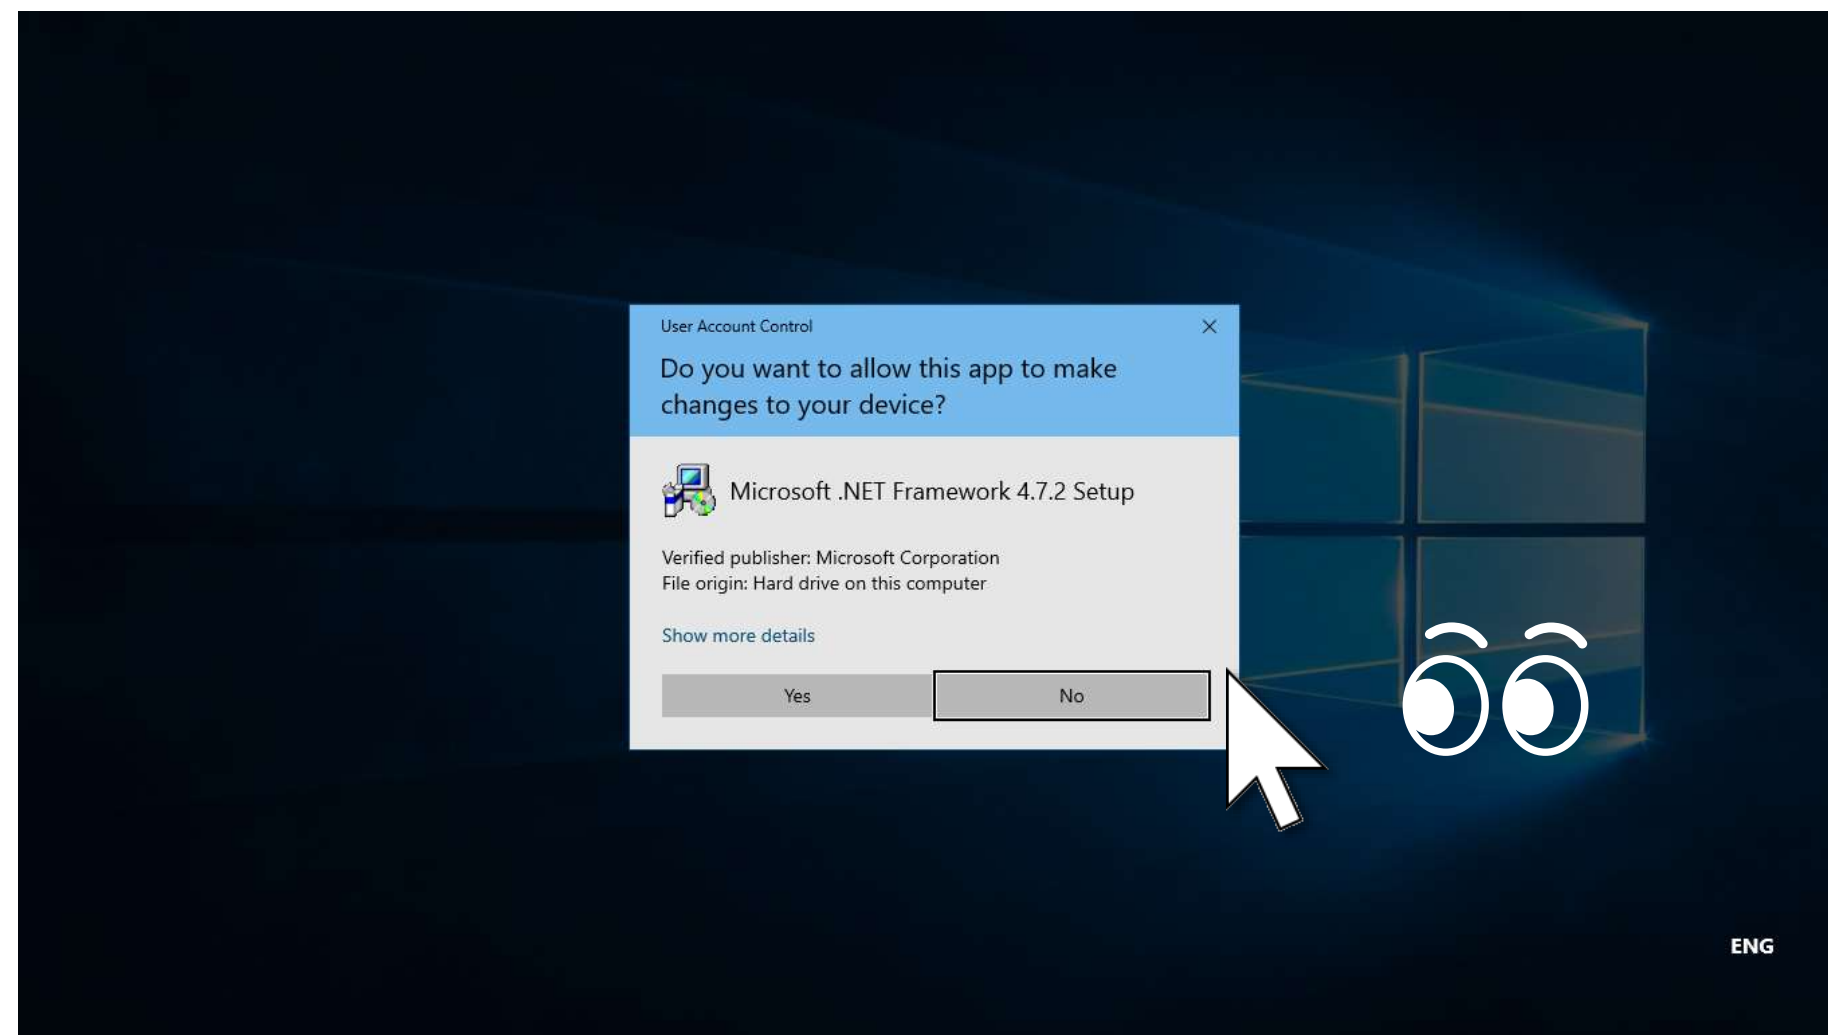 User Account Control
Do you want to allow this app to make
changes to your device?
Microsoft .NET Framework 4.7.2 Setup
Verified publisher: Microsoft Corporation
File origin: Hard drive on this computer
Show more details
Yes
No
ENG